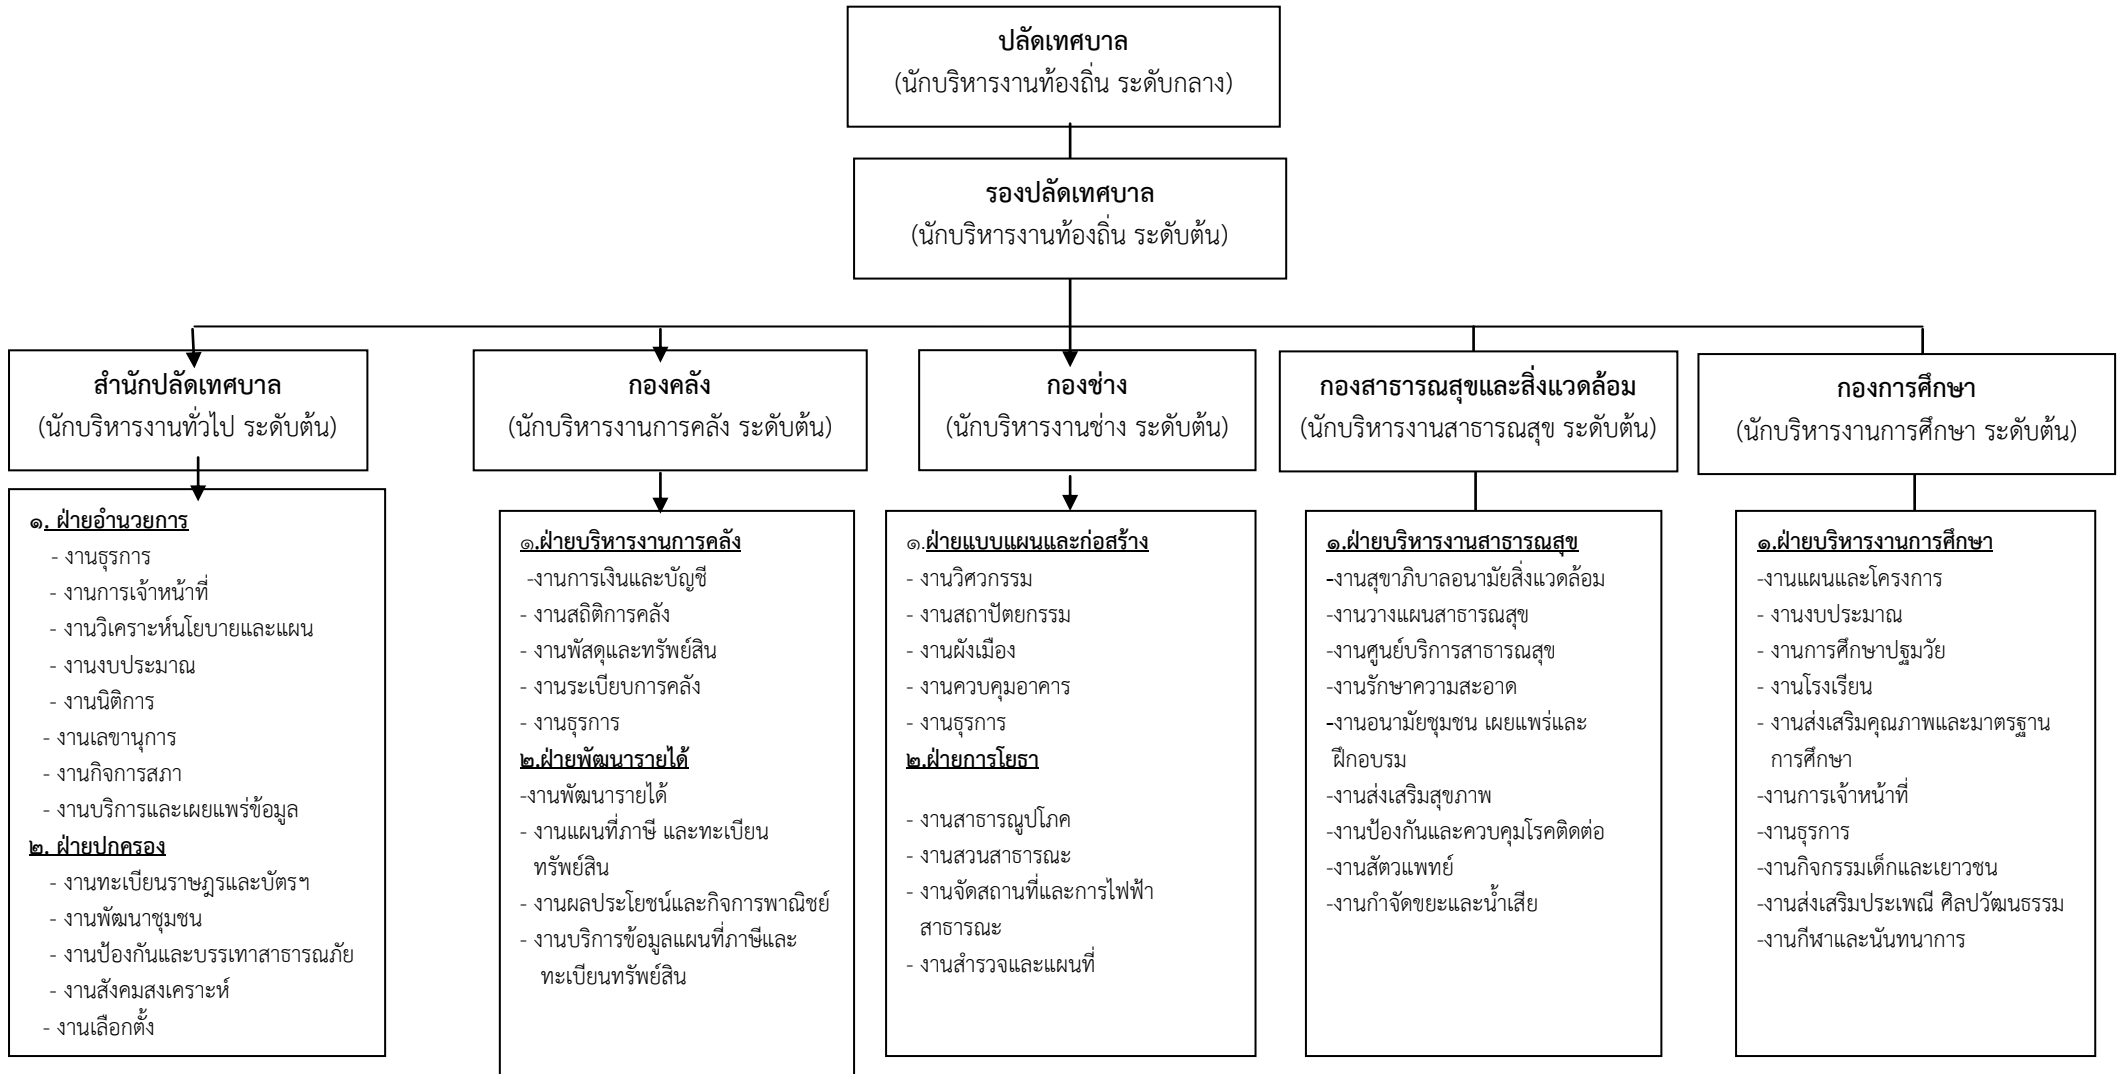 ปลัดเทศบาล
(นักบริหารงานท้องถิ่น ระดับกลาง)
รองปลัดเทศบาล
(นักบริหารงานท้องถิ่น ระดับต้น)
สำนักปลัดเทศบาล
(นักบริหารงานทั่วไป ระดับต้น)
กองคลัง
(นักบริหารงานการคลัง ระดับต้น)
กองช่าง
(นักบริหารงานช่าง ระดับต้น)
กองสาธารณสุขและสิ่งแวดล้อม
(นักบริหารงานสาธารณสุข ระดับต้น)
กองการศึกษา
(นักบริหารงานการศึกษา ระดับต้น)
๑. ฝ่ายอำนวยการ
- งานธุรการ
- งานการเจ้าหน้าที่
- งานวิเคราะห์นโยบายและแผน
- งานงบประมาณ
- งานนิติการ
- งานเลขานุการ
- งานกิจการสภา
- งานบริการและเผยแพร่ข้อมูล
๒. ฝ่ายปกครอง
- งานทะเบียนราษฎรและบัตรฯ
- งานพัฒนาชุมชน
- งานป้องกันและบรรเทาสาธารณภัย
- งานสังคมสงเคราะห์
- งานเลือกตั้ง
๑.ฝ่ายบริหารงานการคลัง
-งานการเงินและบัญชี
- งานสถิติการคลัง
- งานพัสดุและทรัพย์สิน
- งานระเบียบการคลัง
- งานธุรการ
๒.ฝ่ายพัฒนารายได้
-งานพัฒนารายได้
- งานแผนที่ภาษี และทะเบียน
ทรัพย์สิน
- งานผลประโยชน์และกิจการพาณิชย์
- งานบริการข้อมูลแผนที่ภาษีและ
ทะเบียนทรัพย์สิน
๑.ฝ่ายแบบแผนและก่อสร้าง
- งานวิศวกรรม
- งานสถาปัตยกรรม
- งานผังเมือง
- งานควบคุมอาคาร
- งานธุรการ
๒.ฝ่ายการโยธา
- งานสาธารณูปโภค
- งานสวนสาธารณะ
- งานจัดสถานที่และการไฟฟ้า
สาธารณะ
- งานสำรวจและแผนที่
๑.ฝ่ายบริหารงานสาธารณสุข
-งานสุขาภิบาลอนามัยสิ่งแวดล้อม
-งานวางแผนสาธารณสุข
-งานศูนย์บริการสาธารณสุข
-งานรักษาความสะอาด
-งานอนามัยชุมชน เผยแพร่และ
ฝึกอบรม
-งานส่งเสริมสุขภาพ
-งานป้องกันและควบคุมโรคติดต่อ
-งานสัตวแพทย์
-งานกำจัดขยะและน้ำเสีย
๑.ฝ่ายบริหารงานการศึกษา
-งานแผนและโครงการ
- งานงบประมาณ
- งานการศึกษาปฐมวัย
- งานโรงเรียน
- งานส่งเสริมคุณภาพและมาตรฐาน
การศึกษา
-งานการเจ้าหน้าที่
-งานธุรการ
-งานกิจกรรมเด็กและเยาวชน
-งานส่งเสริมประเพณี ศิลปวัฒนธรรม
-งานกีฬาและนันทนาการ